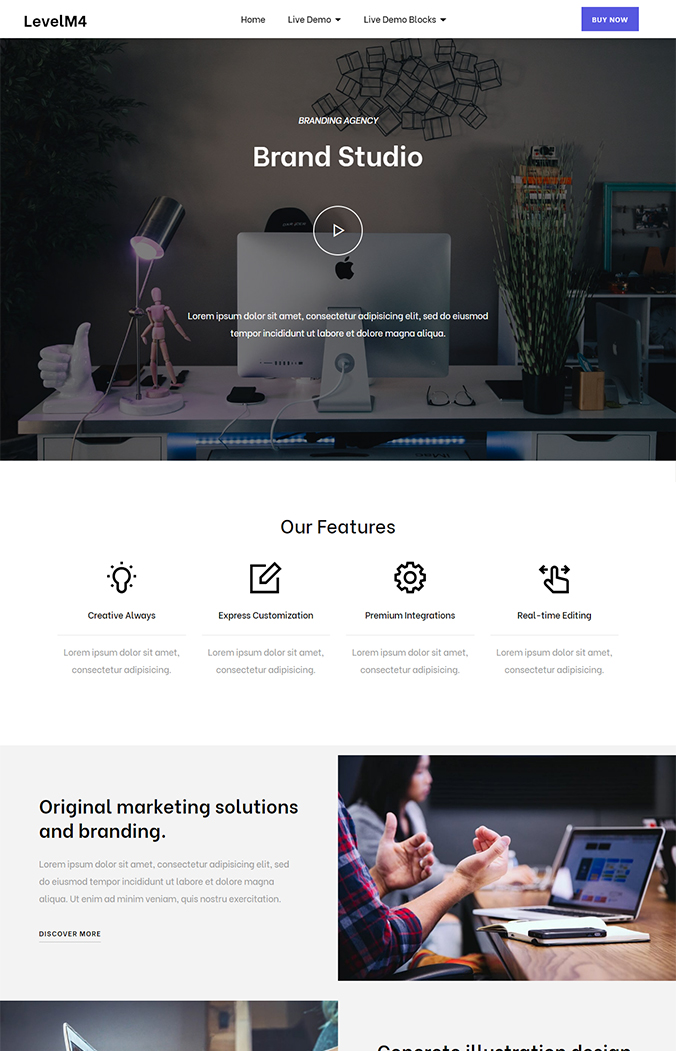 LevelM4
Home
Live Demo
Live Demo Blocks
BUY NOW
BRANDING AGENCY
Brand Studio
Lorem ipsum dolor sit amet, consectetur adipisicing elit, sed do eiusmod
tempor incididunt ut labore et dolore magna aliqua.
Our Features
Creative Always
Express Customization
Premium Integrations
Real-time Editing
Lorem ipsum dolor sit amet,
consectetur adipisicing.
Lorem ipsum dolor sit amet,
consectetur adipisicing.
Lorem ipsum dolor sit amet,
consectetur adipisicing.
Lorem ipsum dolor sit amet,
consectetur adipisicing.
Original marketing solutions
and branding.
Lorem ipsum dolor sit amet, consectetur adipisicing elit, sed
do eiusmod tempor incididunt ut labore et dolore magna
aliqua. Ut enim ad minim veniam, quis nostru exercitation.
DISCOVER MORE
Concrete illustration design